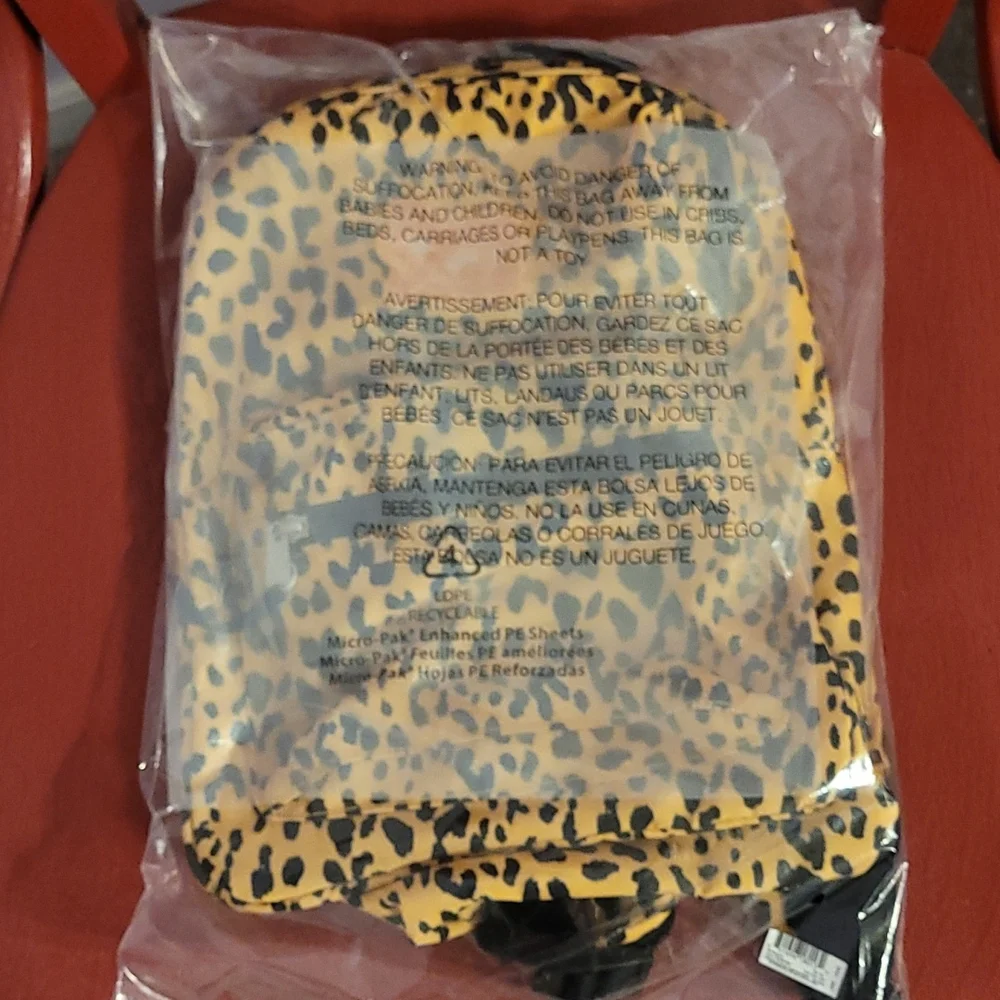 WARNING: TO AVOID DANGER OF
SUFFOCATON, KEEP THIS BAG AWAY FROM
BABIES AND CHILDREN. DO NOT USE IN CRIBS,
BEDS, CARRIAGES OR PLAYPENS. THIS BAG IS
NOT A TOY
AVERTISSEMENT: POUR EVITER TOUT
DANGER DE SUFFOCATION, GARDEZ CE SAC
HORS DE LA PORTÉE DES BÉBÉS ET DES
ENFANTS. NE PAS UTILISER DANS UN LIT
D'ENFANT, LITS, LANDAUS OU PARCS POUR
BÉBÉS. CE SAC N'EST PAS UN JOUET.
PRECAUCION: PARA EVITAR EL PELIGRO DE
ASFIXIA, MANTENGA ESTA BOLSA LEJOS DE
BEBÉS Y NIÑOS. NO LA USE EN CUNAS,
CAMAS, CARREOLAS O CORRALES DE JUEGO.
ESTA BOLSA NO ES UN JUGUETE.
4
LDPE
RECYCLABLE
Micro-Pak® Enhanced PE Sheets
Micro-Pak® Feuilles PE améliorées
Micro-Pak® Hojas PE Reforzadas